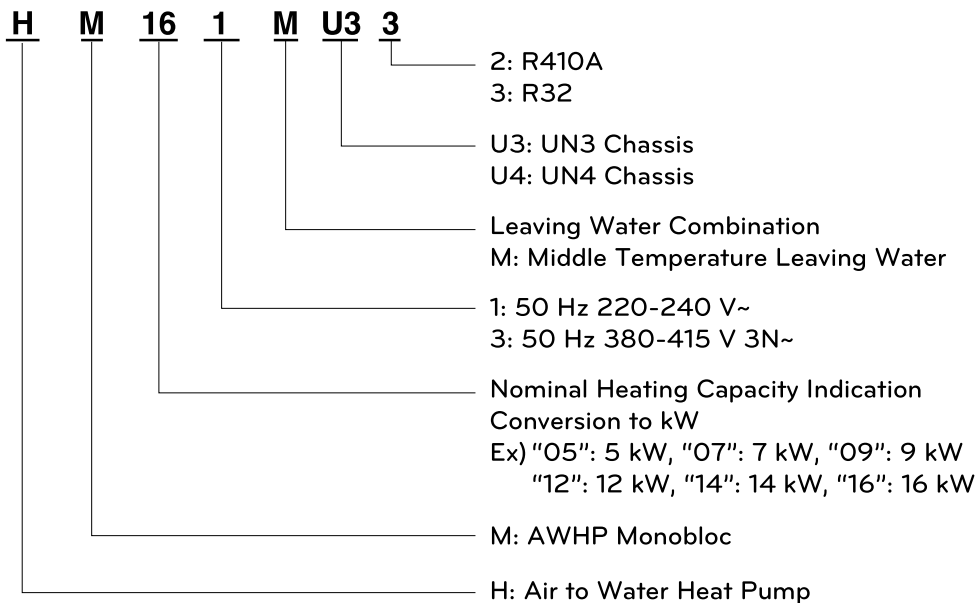 H M 16 1 M U3 3
2: R410A
3: R32
U3: UN3 Chassis
U4: UN4 Chassis
Leaving Water Combination
M: Middle Temperature Leaving Water
1: 50 Hz 220-240 V~
3: 50 Hz 380-415 V 3N~
Nominal Heating Capacity Indication
Conversion to kW
Ex) “05”: 5 kW, “07”: 7 kW, “09”: 9 kW
“12”: 12 kW, “14”: 14 kW, “16”: 16 kW
M: AWHP Monobloc
H: Air to Water Heat Pump